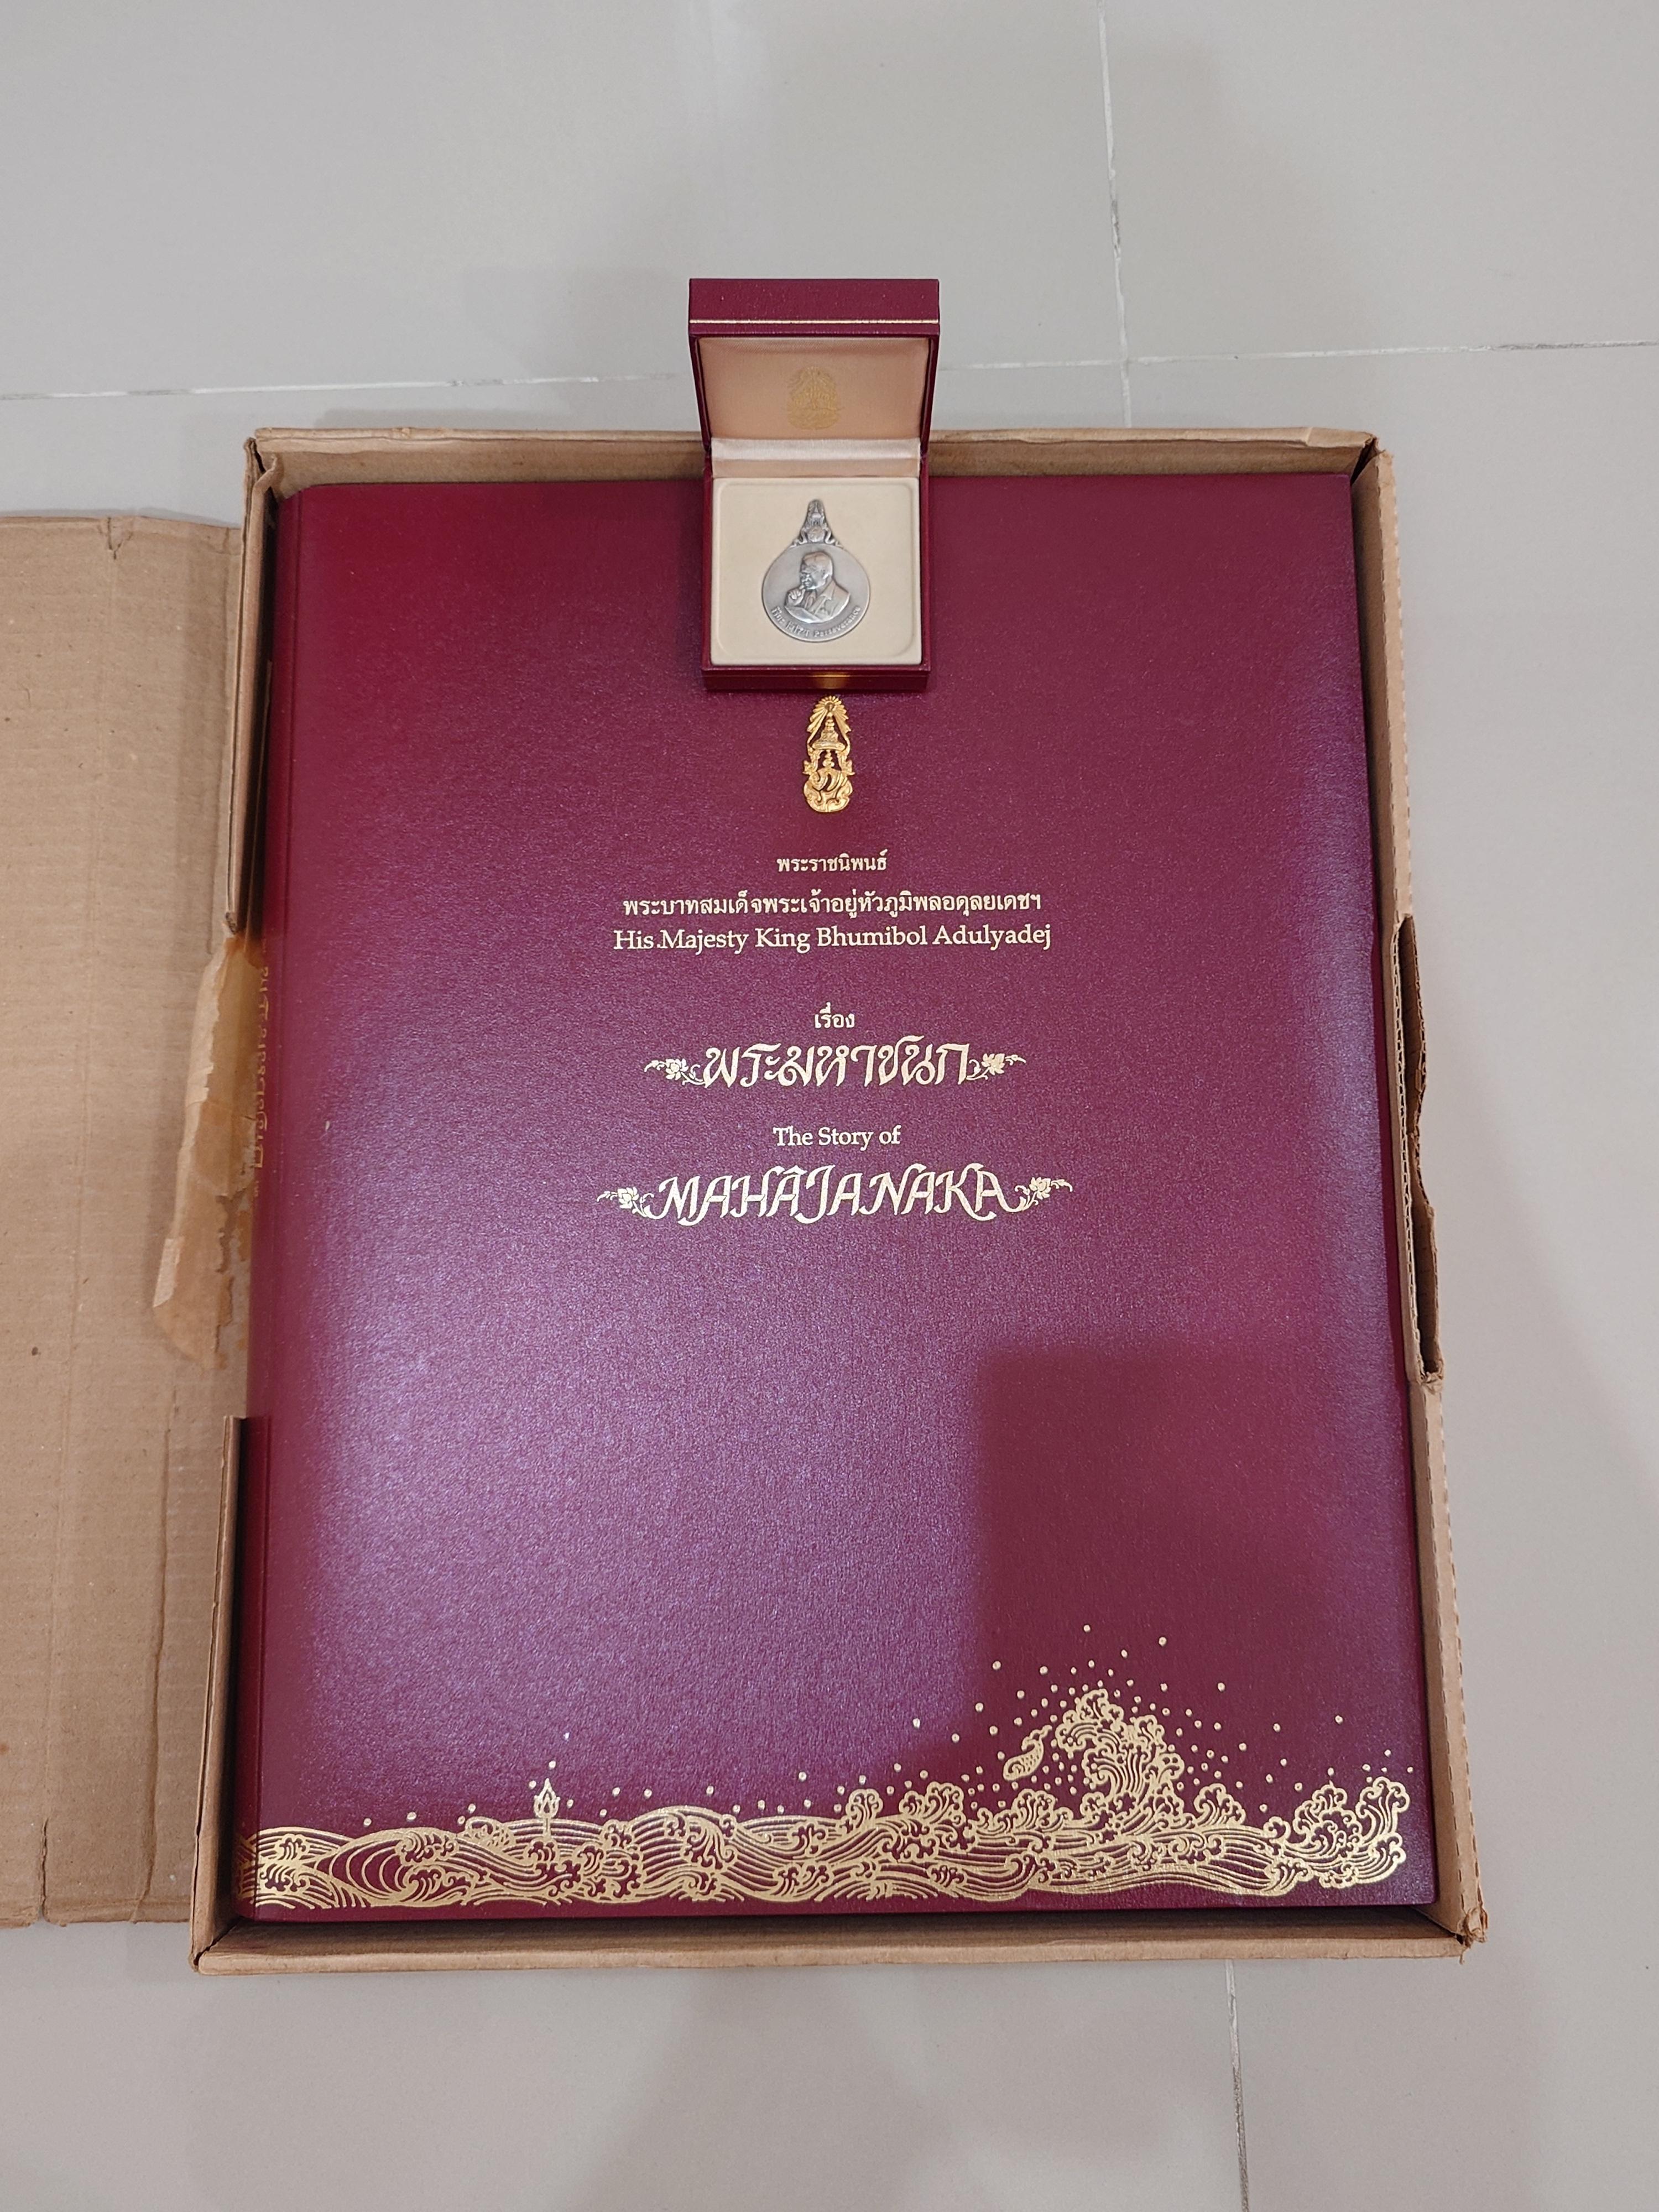 พระราชนิพนธ์
พระบาทสมเด็จพระเจ้าอยู่หัวภูมิพลอดุลยเดชฯ
His Majesty King Bhumibol Adulyadej
เรื่อง
พระมหาชนก
The Story of
MAHĀJANAKA